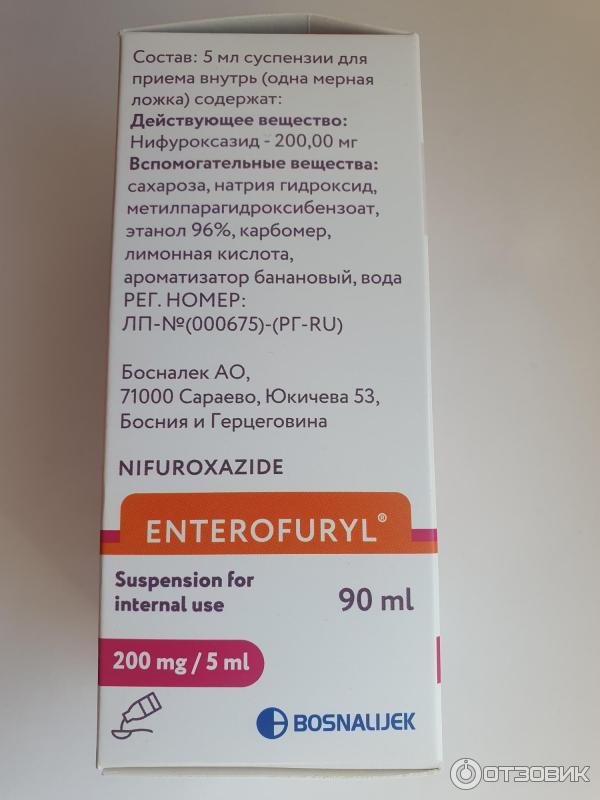 Состав: 5 мл суспензии для
приема внутрь (одна мерная
ложка) содержат:
Действующее вещество:
Нифуроксазид - 200,00 мг
Вспомогательные вещества:
сахароза, натрия гидроксид,
метилпарагидроксибензоат,
этанол 96%, карбомер,
лимонная кислота,
ароматизатор банановый, вода
РЕГ. НОМЕР:
ЛП-№(000675)-(РГ-RU)
Босналек АО,
71000 Сараево, Юкичева 53,
Босния и Герцеговина
NIFUROXAZIDE
ENTEROFURYL®
Suspension for
internal use
90 ml
200 mg / 5 ml
BOSNALIJEK
ОТЗОВИК